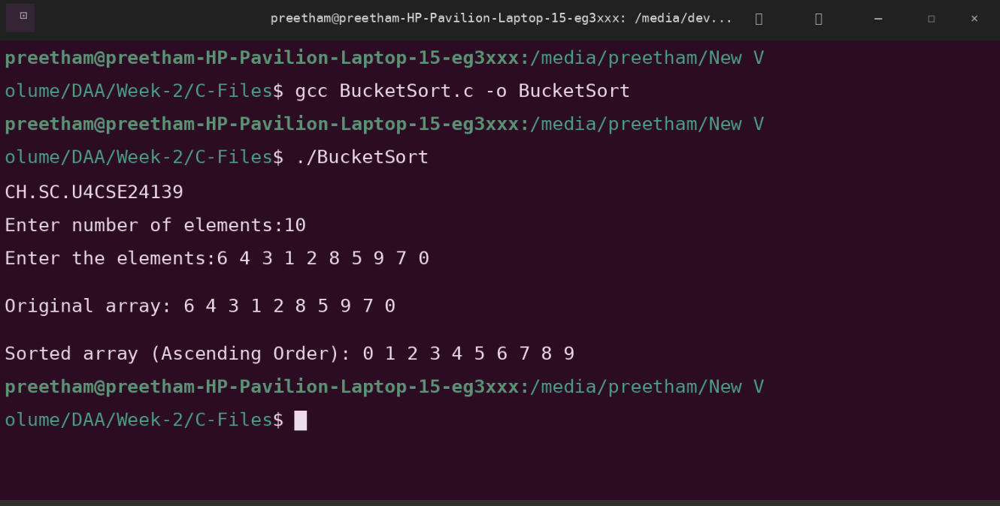 preetham@preetham-HP-Pavilion-Laptop-15-eg3xxx: /media/dev...
preetham@preetham-HP-Pavilion-Laptop-15-eg3xxx:/media/preetham/New V
olume/DAA/Week-2/C-Files$ gcc BucketSort.c -o BucketSort
preetham@preetham-HP-Pavilion-Laptop-15-eg3xxx:/media/preetham/New V
olume/DAA/Week-2/C-Files$ ./BucketSort
CH.SC.U4CSE24139
Enter number of elements:10
Enter the elements:6 4 3 1 2 8 5 9 7 0
Original array: 6 4 3 1 2 8 5 9 7 0
Sorted array (Ascending Order): 0 1 2 3 4 5 6 7 8 9
preetham@preetham-HP-Pavilion-Laptop-15-eg3xxx:/media/preetham/New V
olume/DAA/Week-2/C-Files$